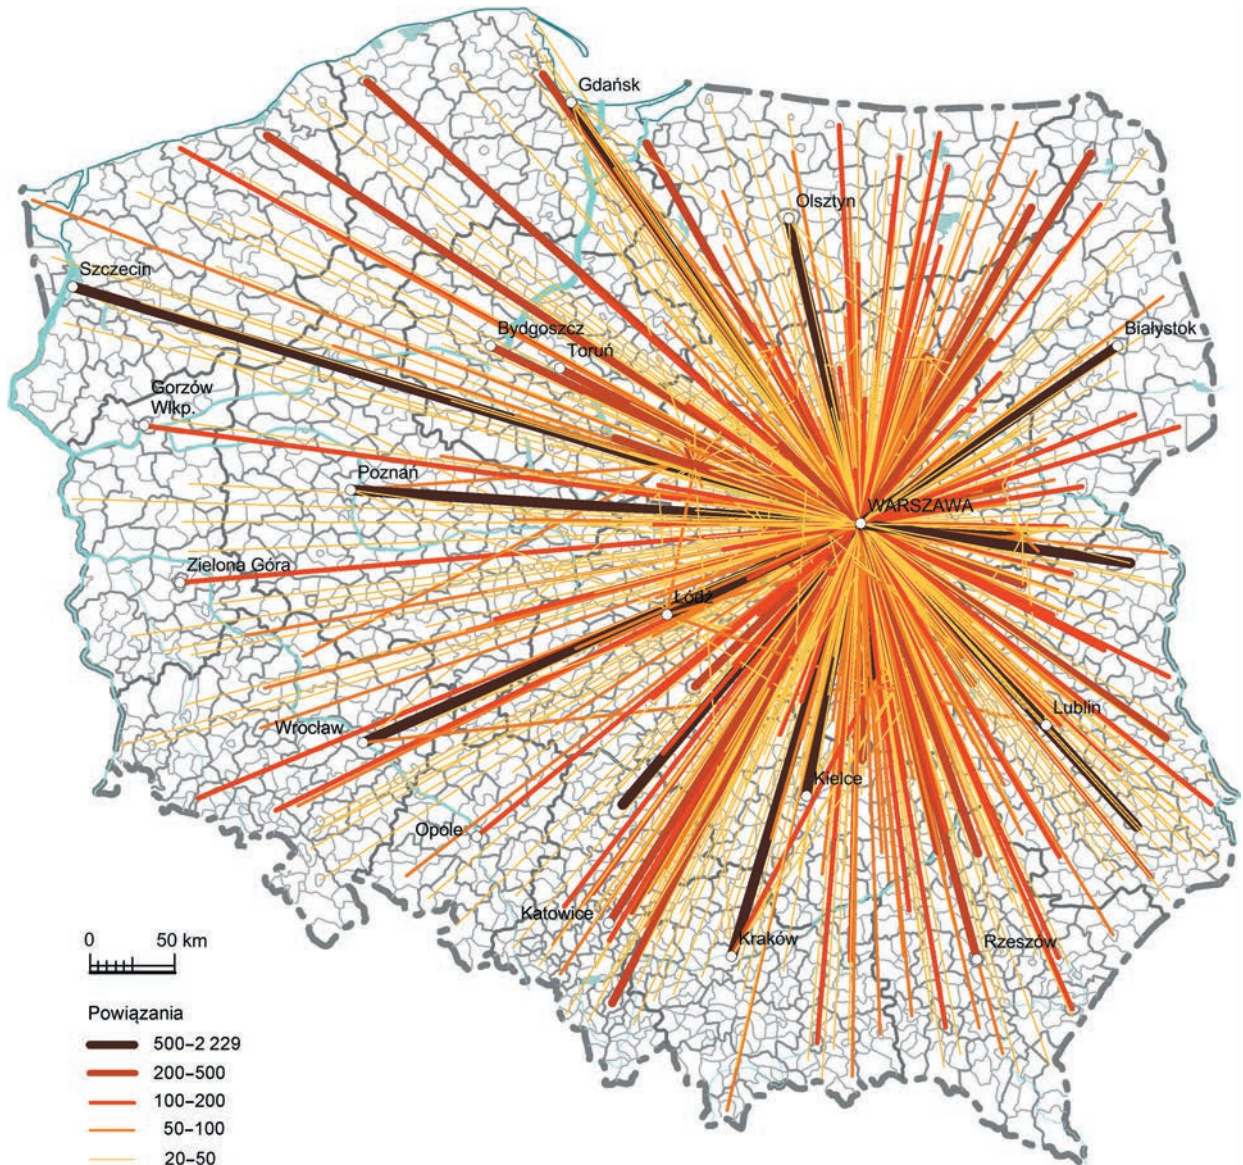 Gdańsk
Olsztyn
Szczecin
Białystok
Bydgoszcz
Toruń
Gorzów
Wlkp.
Poznań
WARSZAWA
Zielona Góra
Łódź
Lublin
Wrocław
Kielce
Opole
Katowice
Kraków
Rzeszów
0 50 km
Powiązania
500–2 229
200–500
100–200
50–100
20–50